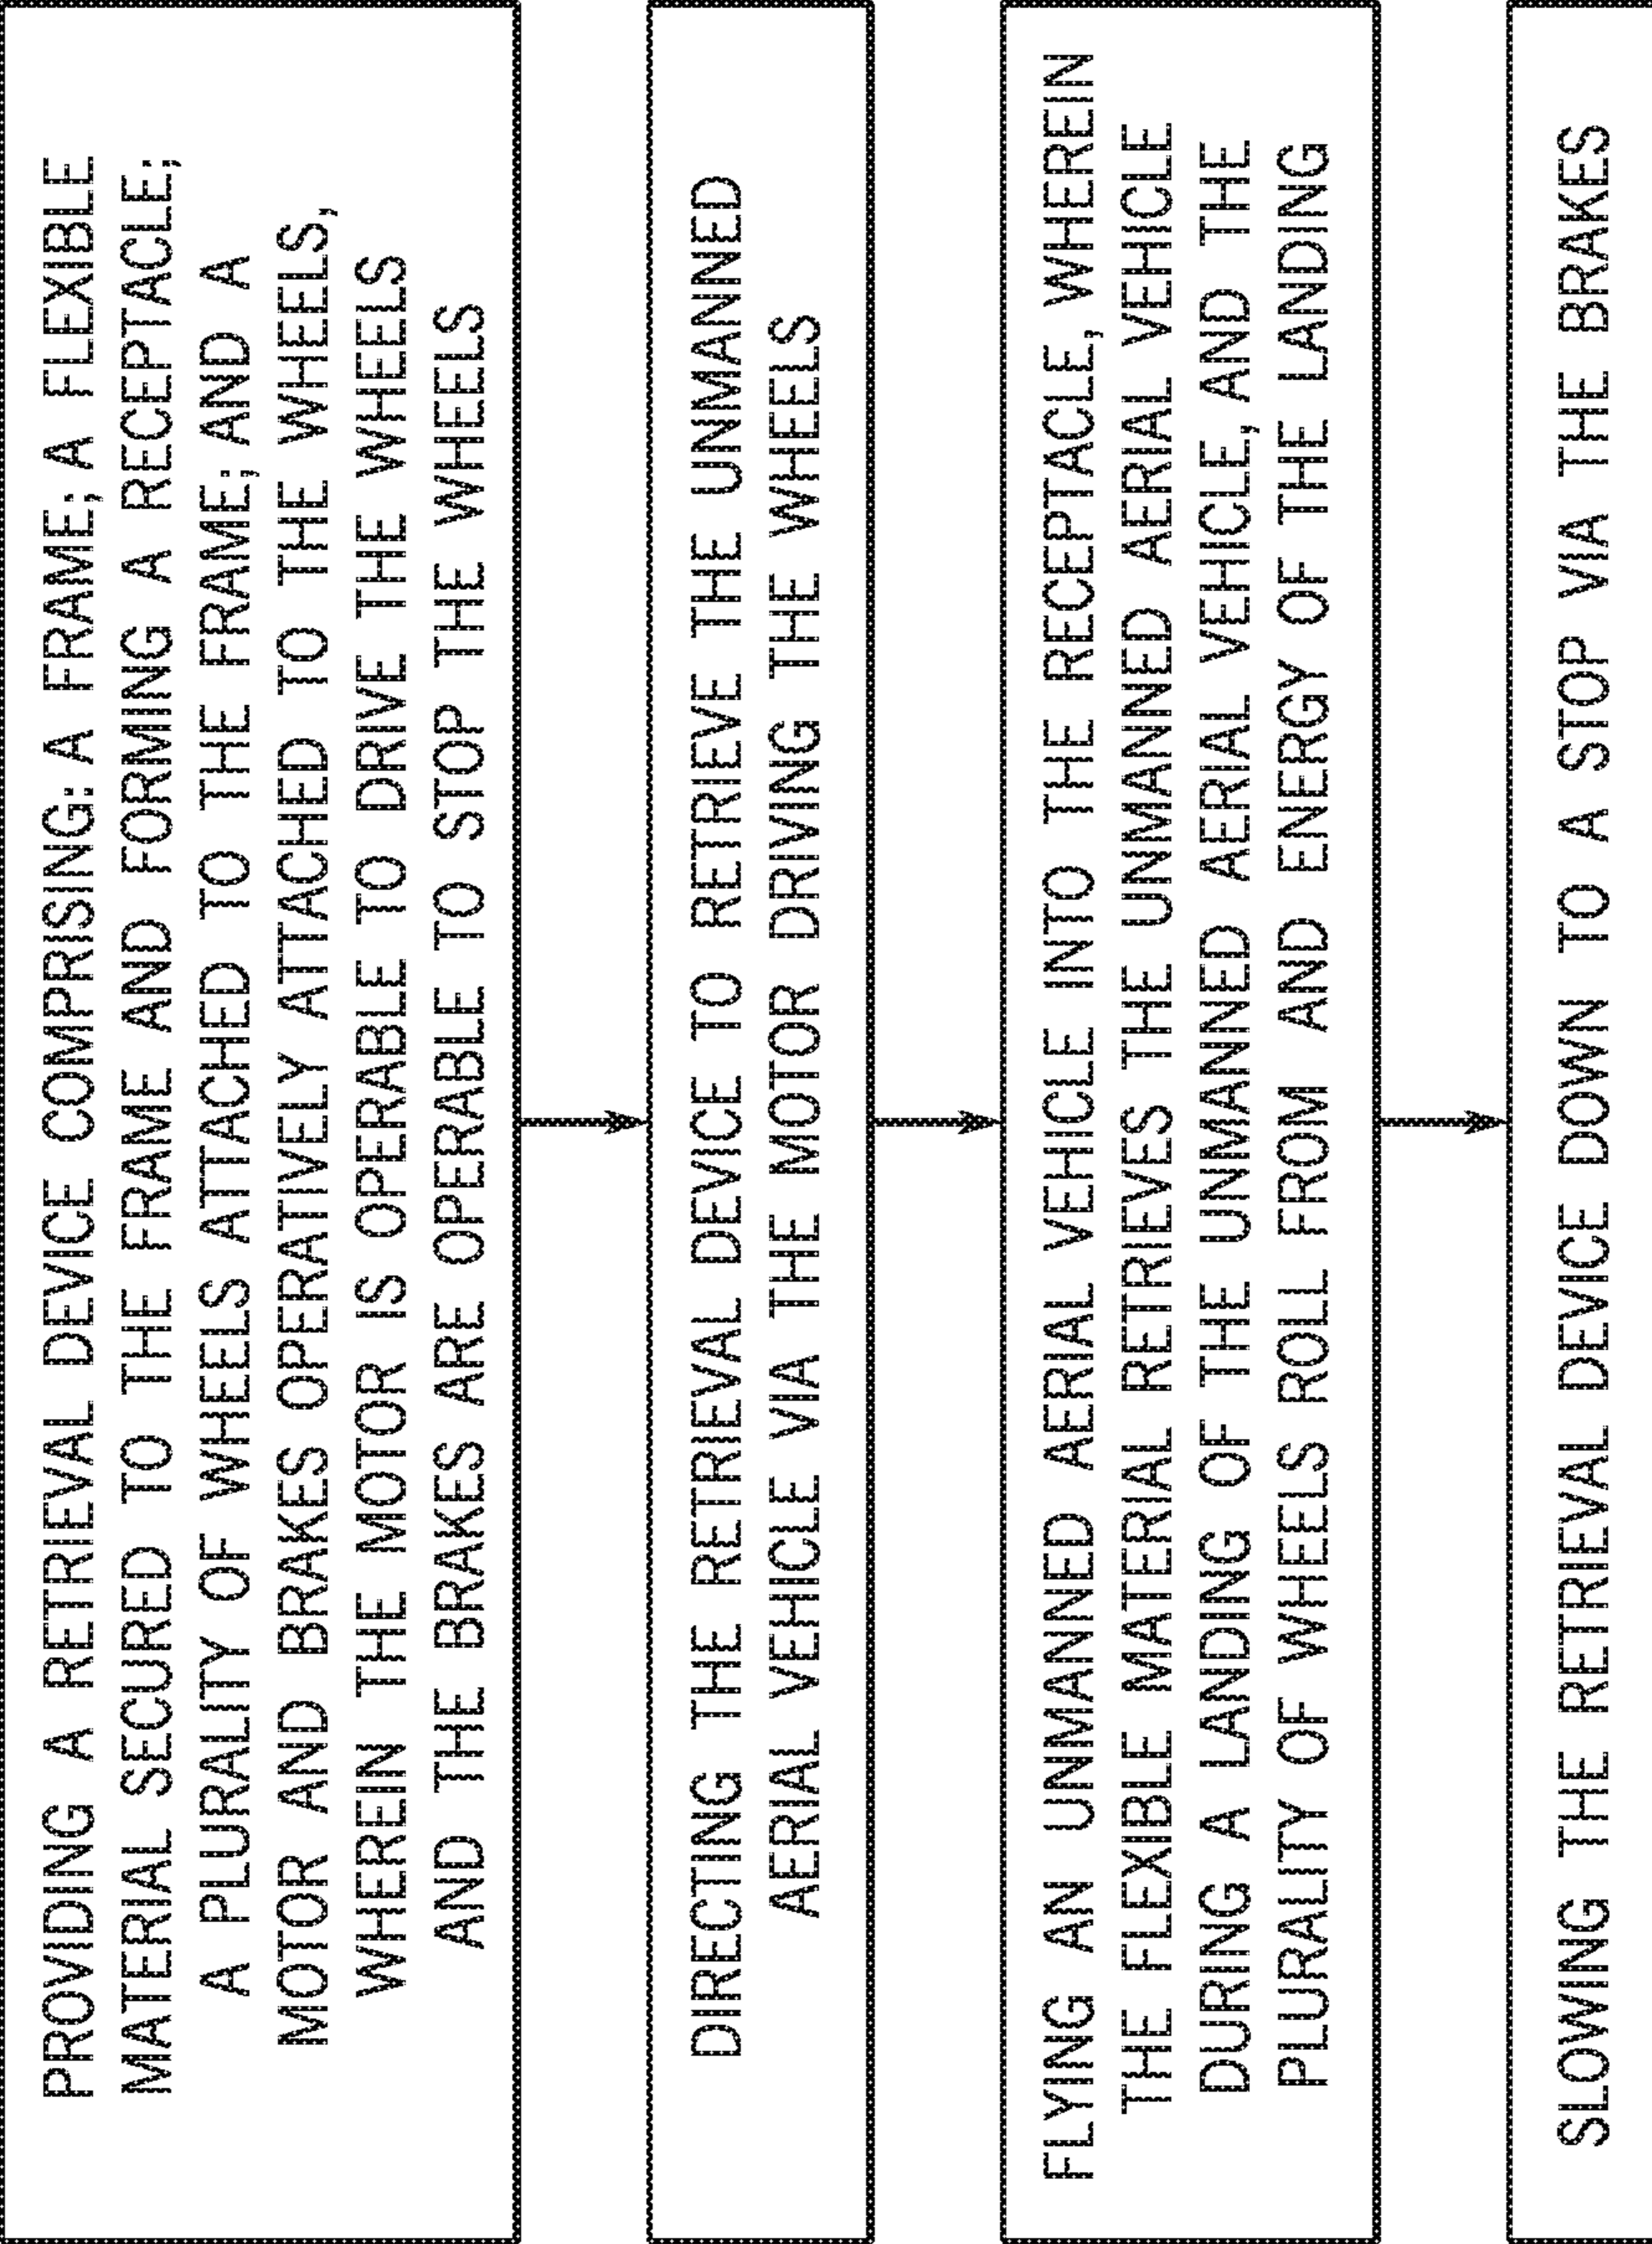 PROVIDING A RETRIEVAL DEVICE COMPRISING: A FRAME; A FLEXIBLE
MATERIAL SECURED TO THE FRAME AND FORMING A RECEPTACLE;
A PLURALITY OF WHEELS ATTACHED TO THE FRAME; AND A
MOTOR AND BRAKES OPERATIVELY ATTACHED TO THE WHEELS,
WHEREIN THE MOTOR IS OPERABLE TO DRIVE THE WHEELS
AND THE BRAKES ARE OPERABLE TO STOP THE WHEELS
DIRECTING THE RETRIEVAL DEVICE TO RETRIEVE THE UNMANNED
AERIAL VEHICLE VIA THE MOTOR DRIVING THE WHEELS
FLYING AN UNMANNED AERIAL VEHICLE INTO THE RECEPTACLE, WHEREIN
THE FLEXIBLE MATERIAL RETRIEVES THE UNMANNED AERIAL VEHICLE
DURING A LANDING OF THE UNMANNED AERIAL VEHICLE, AND THE
PLURALITY OF WHEELS ROLL FROM AND ENERGY OF THE LANDING
SLOWING THE RETRIEVAL DEVICE DOWN TO A STOP VIA THE BRAKES